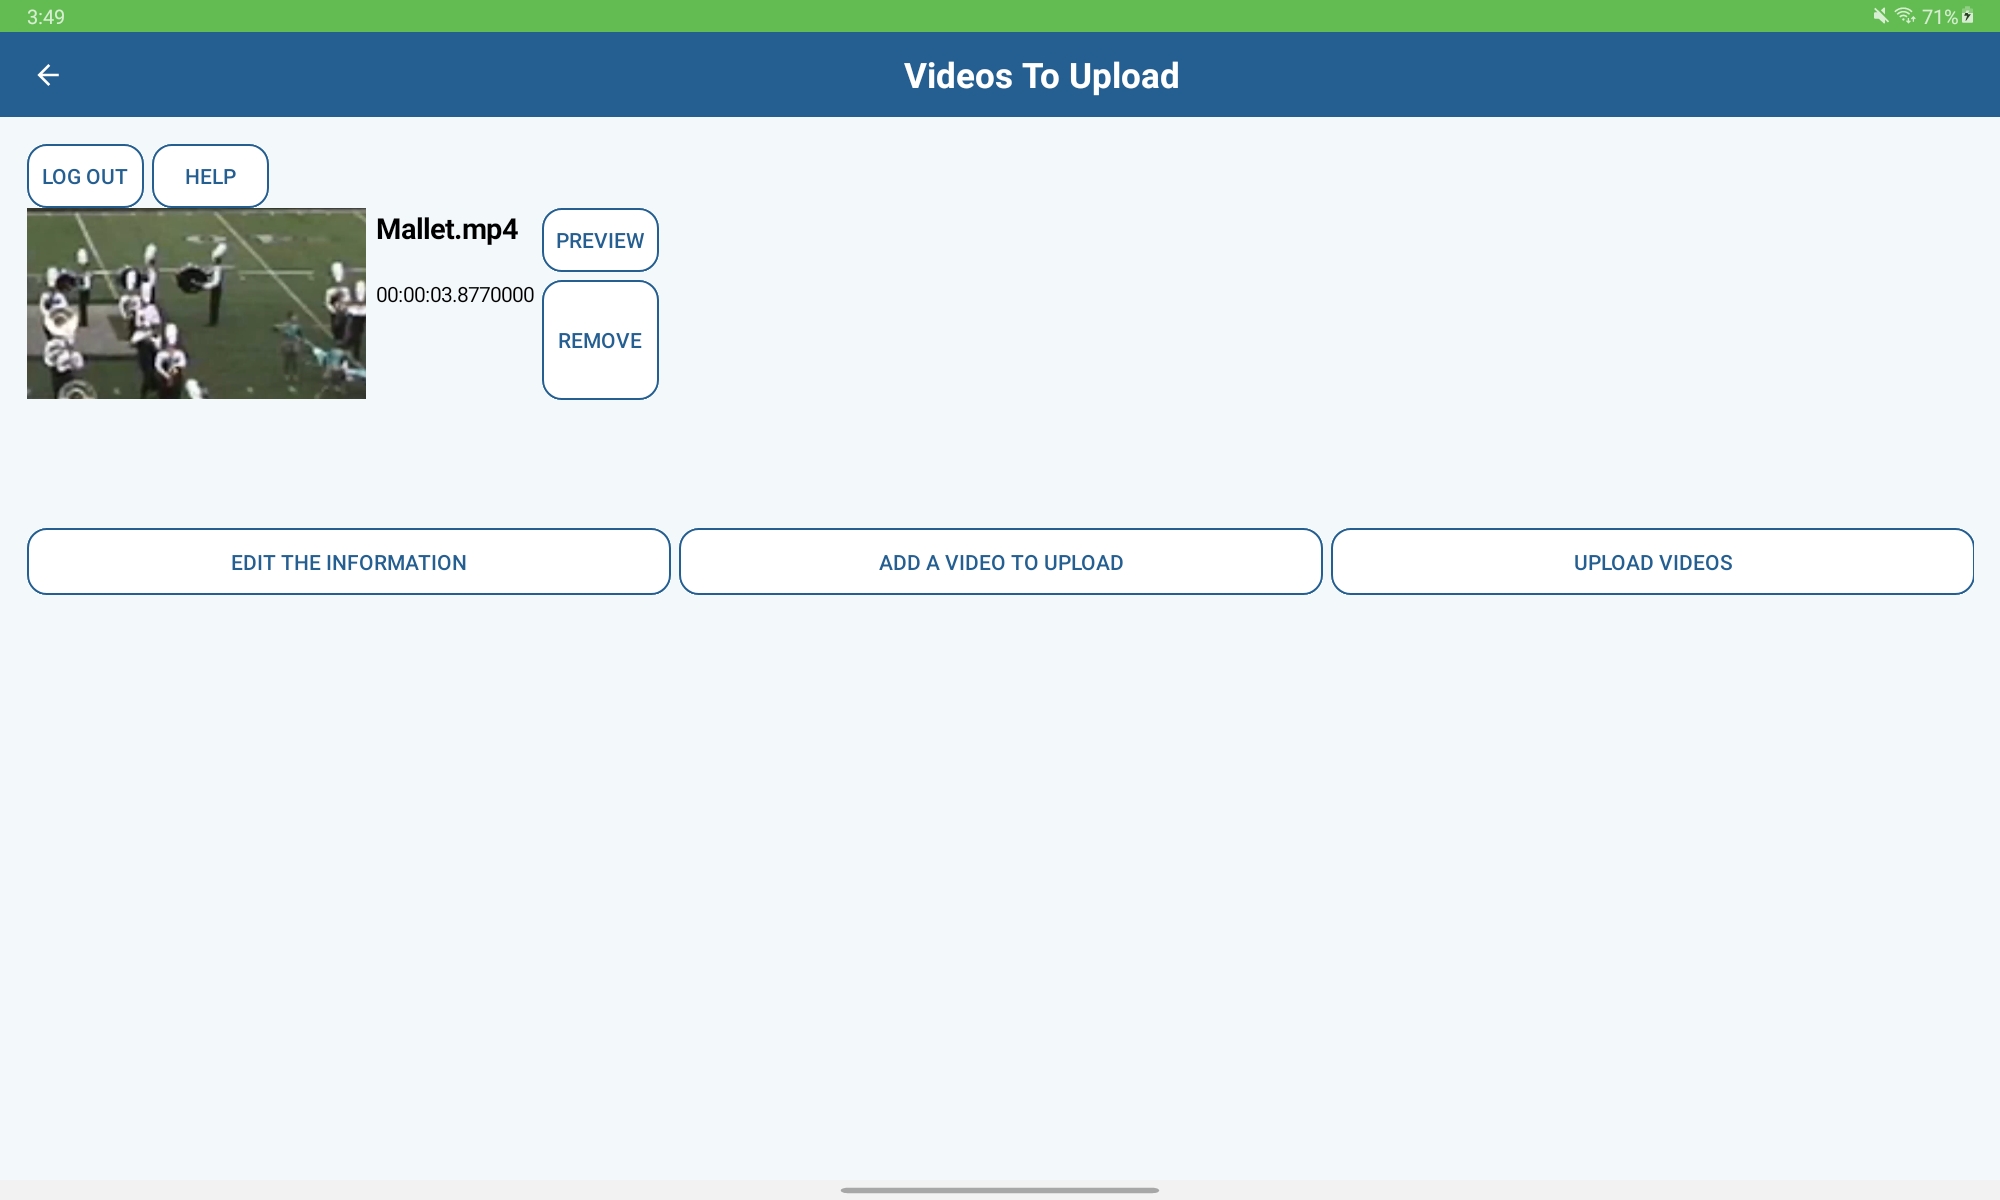 3:49
71%
Videos To Upload
LOG OUT
HELP
Mallet.mp4
PREVIEW
00:00:03.8770000
REMOVE
EDIT THE INFORMATION
ADD A VIDEO TO UPLOAD
UPLOAD VIDEOS